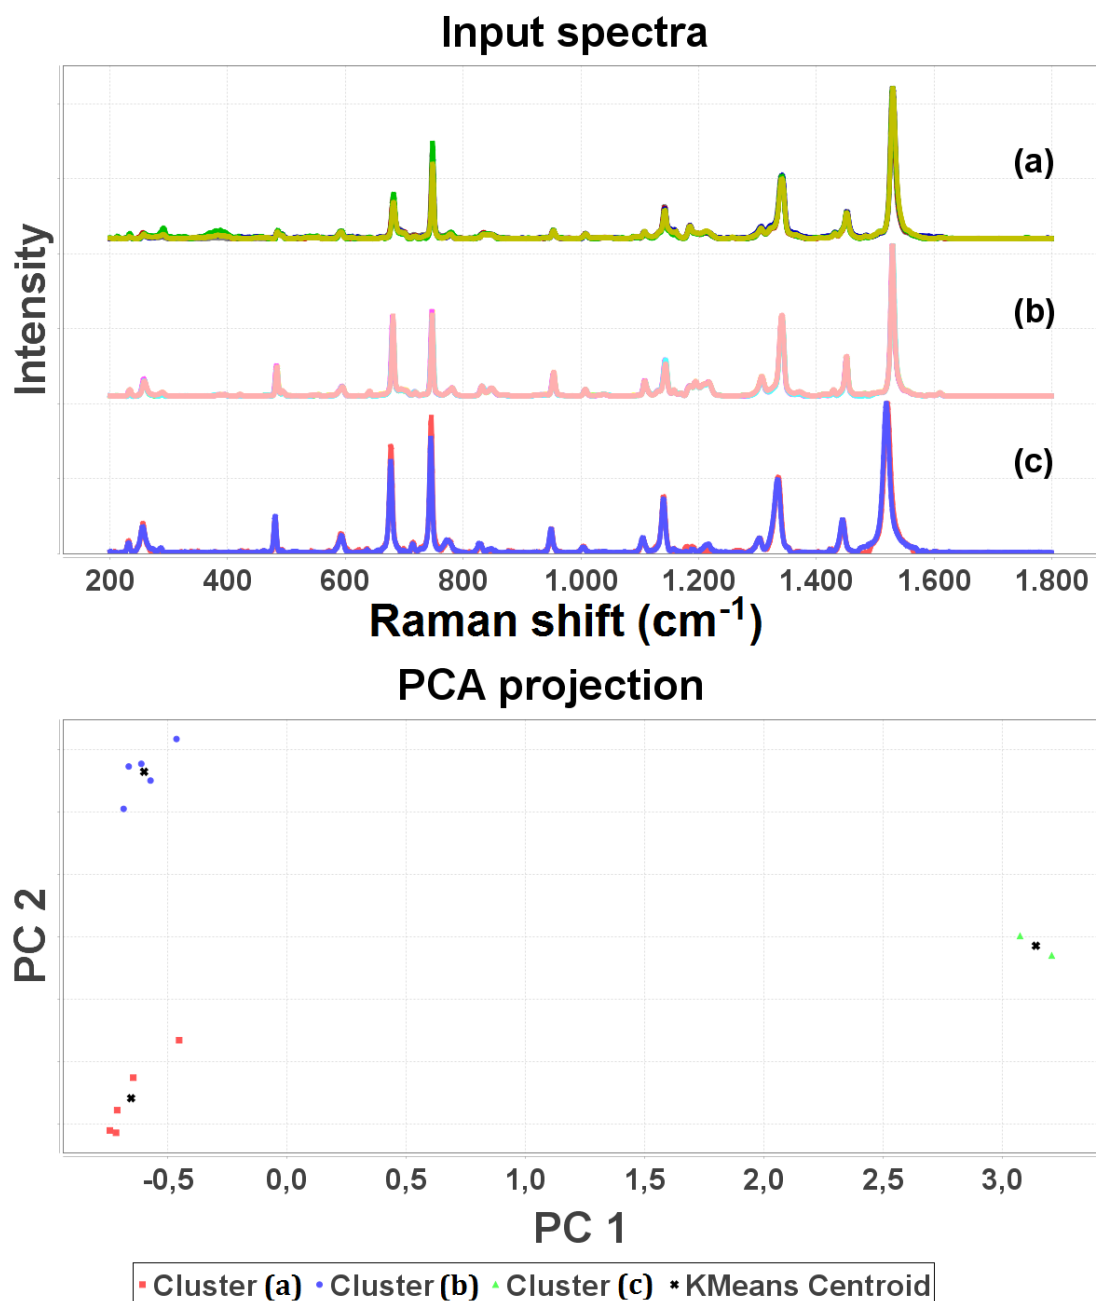 Input spectra
(a)
(b)
(c)
Intensity
200 400 600 800 1.000 1.200 1.400 1.600 1.800
Raman shift (cm⁻¹)
PCA projection
PC 2
-0,5 0,0 0,5 1,0 1,5 2,0 2,5 3,0
PC 1
Cluster (a) Cluster (b) Cluster (c) KMeans Centroid